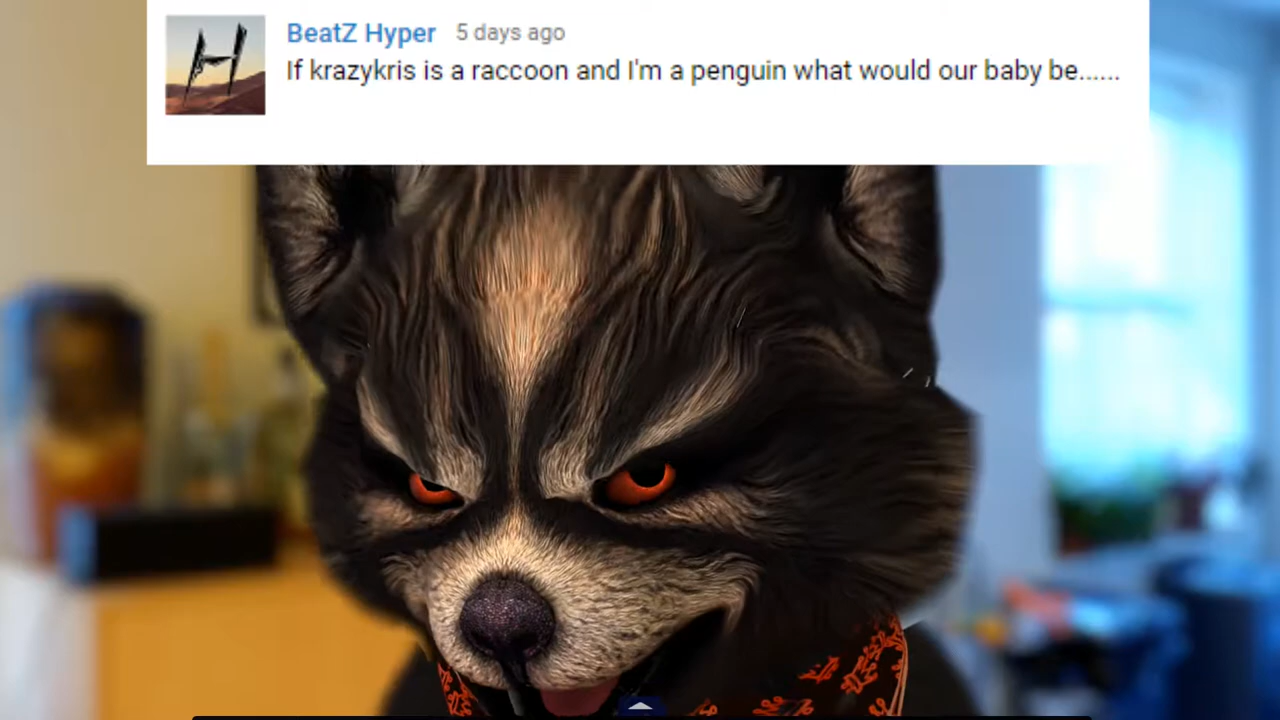 BeatZ Hyper 5 days ago
If krazykris is a raccoon and I'm a penguin what would our baby be......